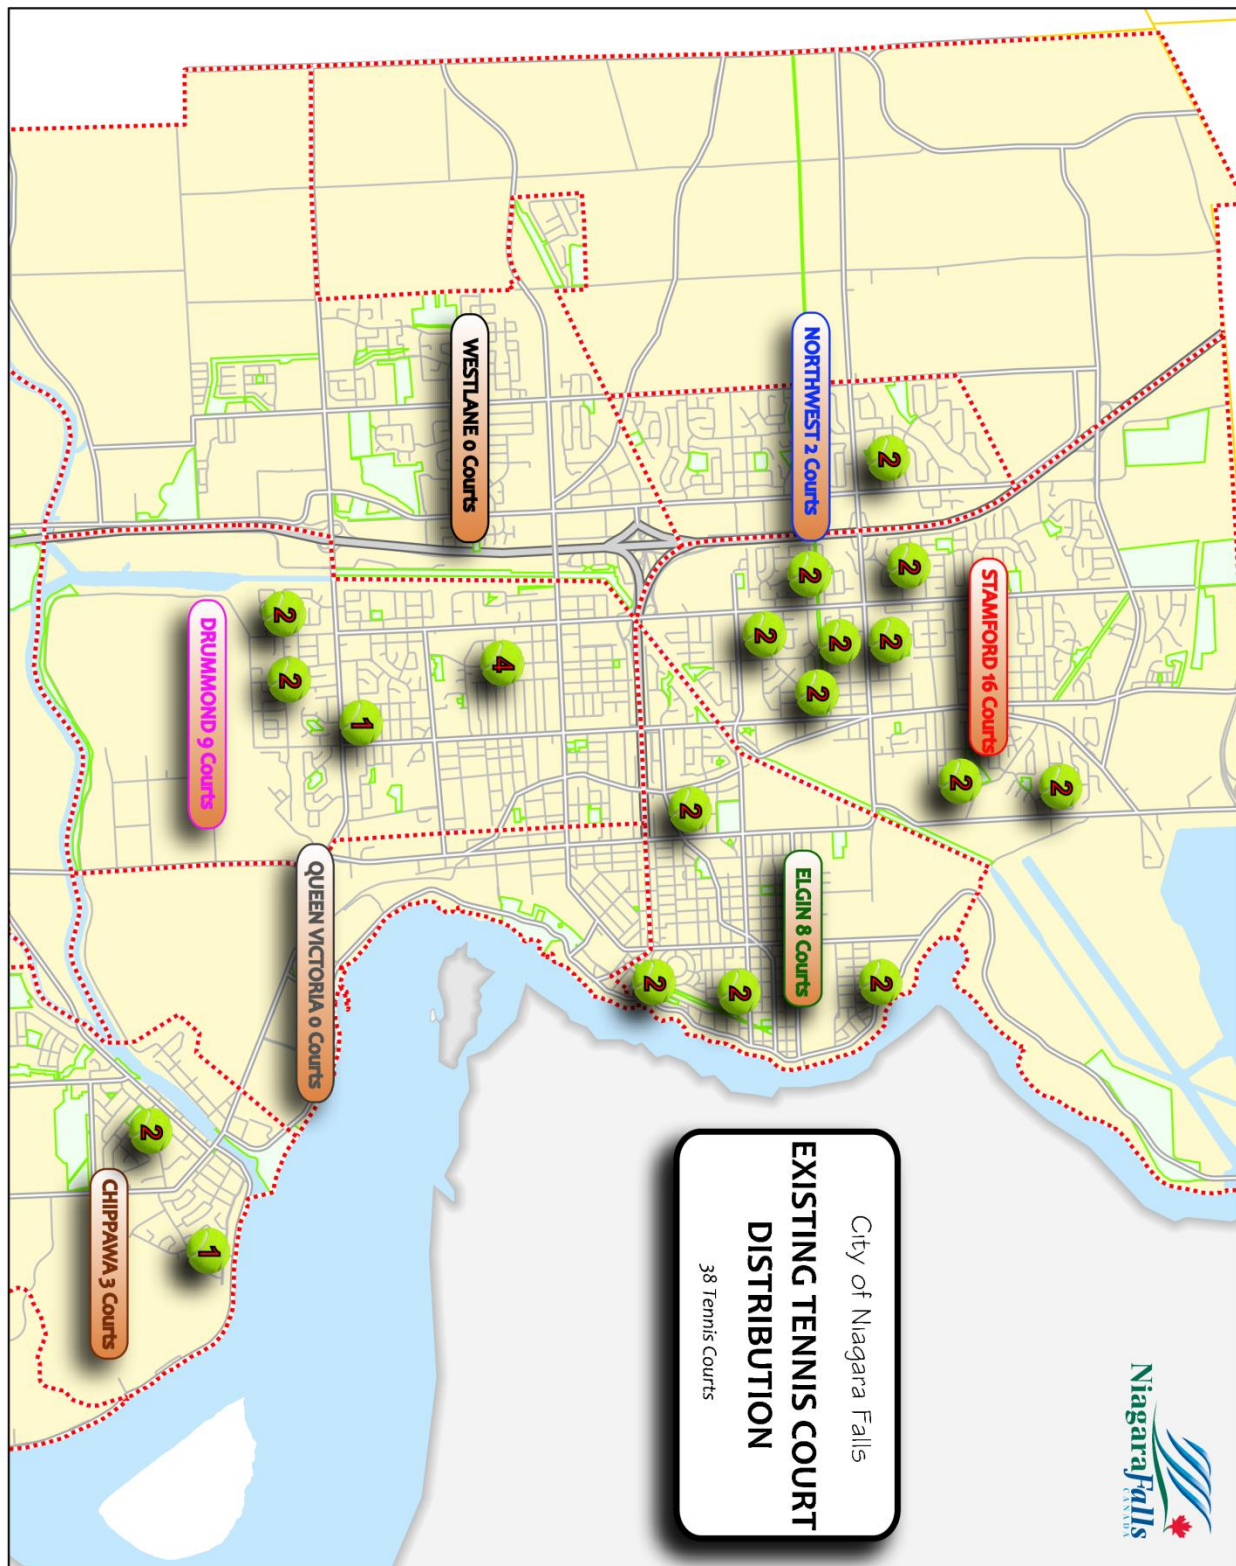 City of Niagara Falls
EXISTING TENNIS COURT
DISTRIBUTION
38 Tennis Courts
NiagaraFalls
CANADA
STAMFORD 16 Courts
2
2
2
2
2
2
2
2
NORTHWEST 2 Courts
2
ELGIN 8 Courts
2
2
2
2
WESTLANE 0 Courts
DRUMMOND 9 Courts
4
1
2
2
QUEEN VICTORIA 0 Courts
CHIPPAWA 3 Courts
2
1